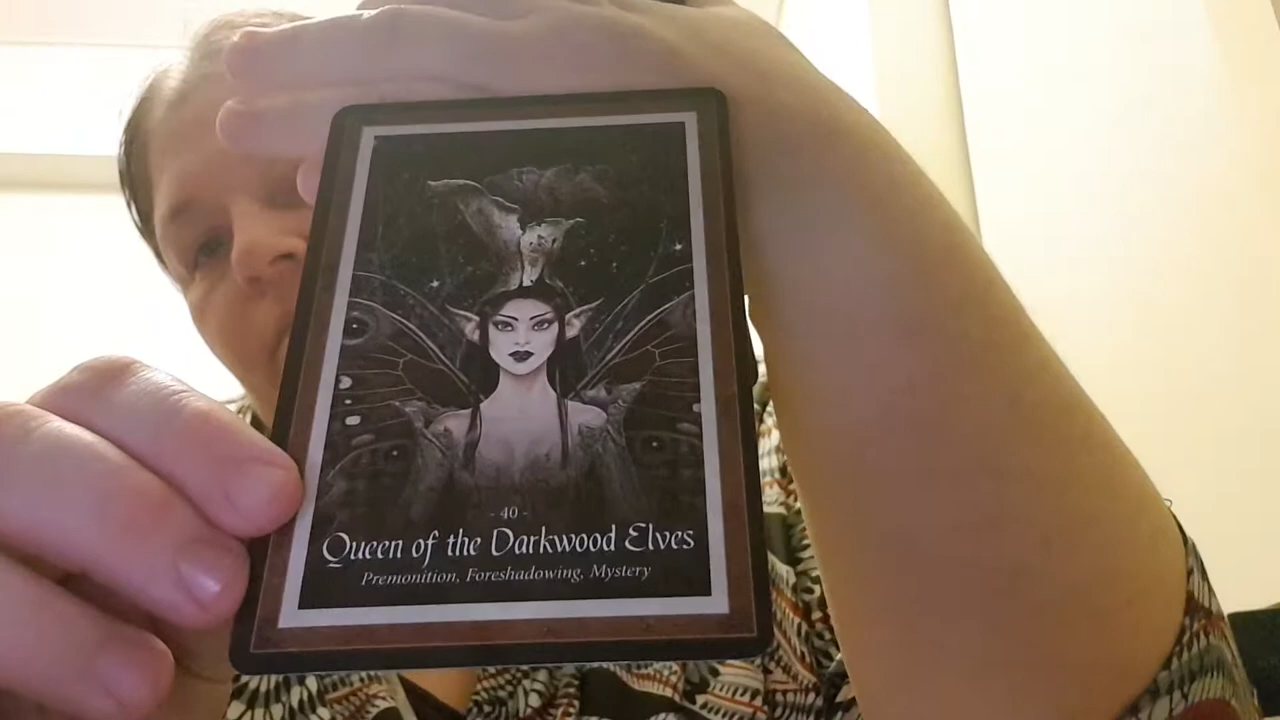 - 40 -
Queen of the Darkwood Elves
Premonition, Foreshadowing, Mystery